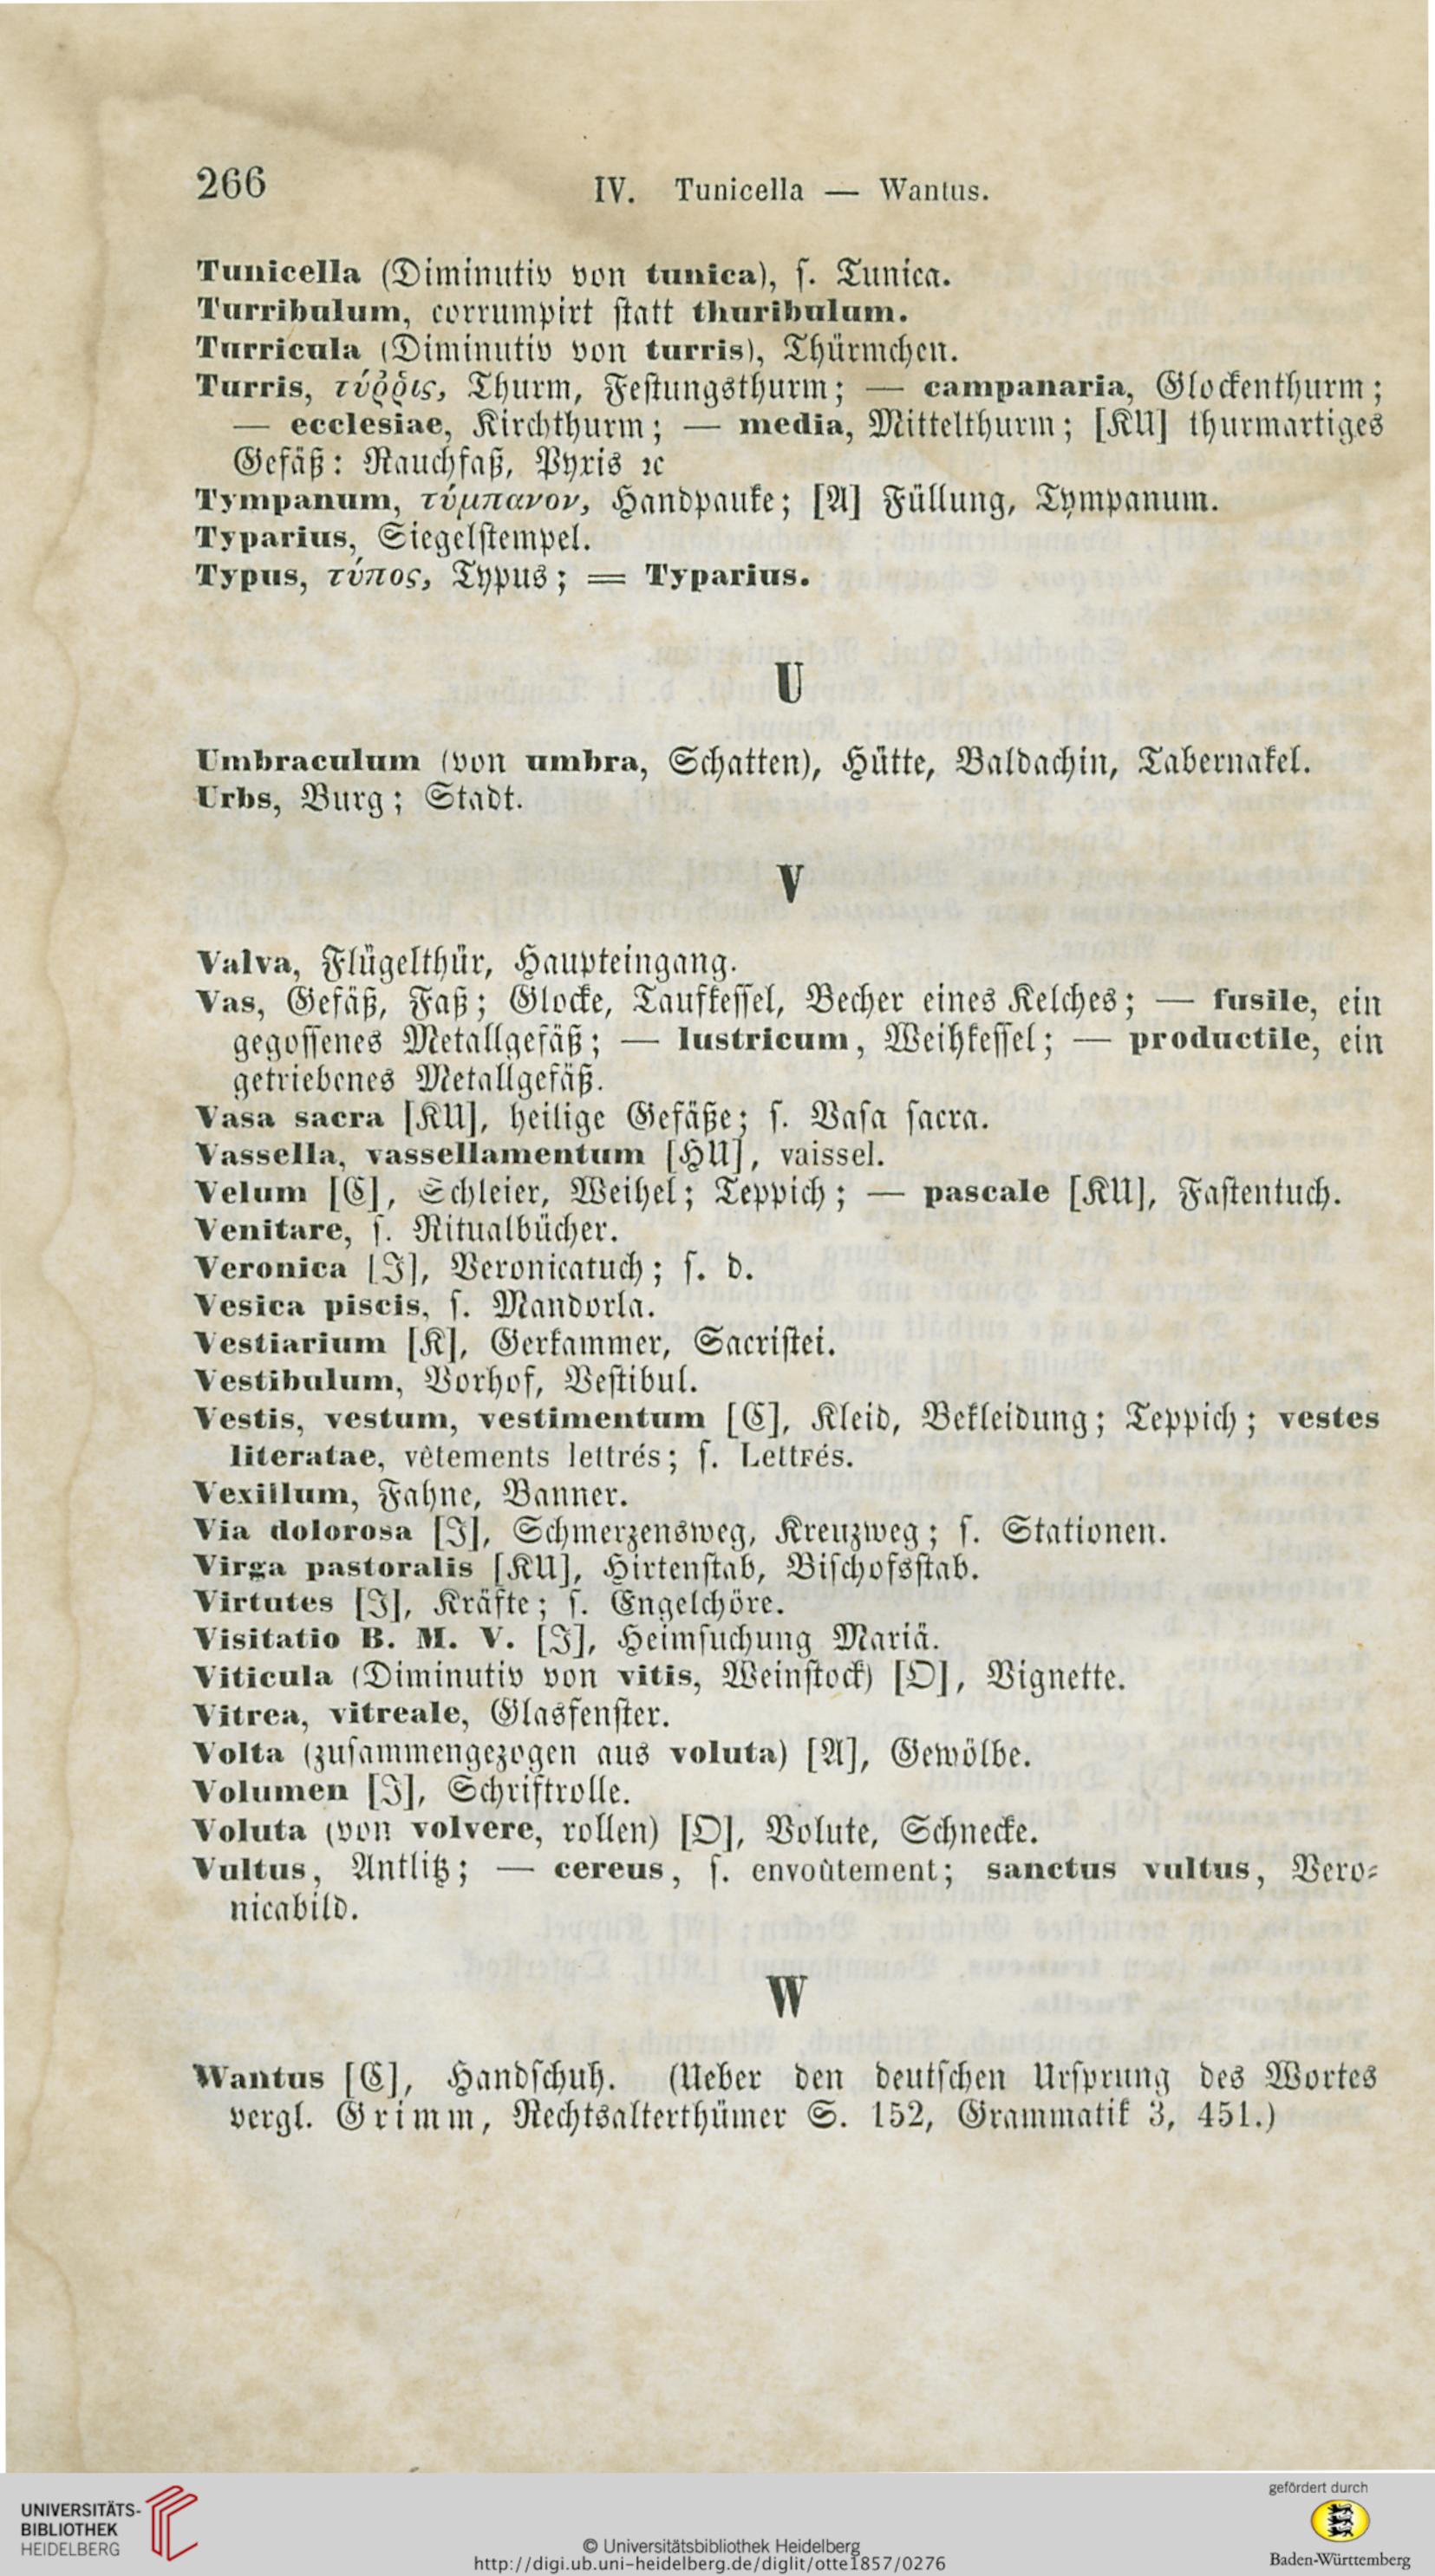 266
IV. Tunicella — Wantus.
Tunicella (Diminutiv von tunica), s. Tunica.
Turribulum, corrumpirt statt thuribulum.
Turricula (Diminutiv von turris), Thürmchen.
Turris, τύῤῥις, Thurm, Festungsthurm; — campanaria, Glockenthurm;
— ecclesiae, Kirchthurm; — media, Mittelthurm; [KU] thurmartiges
Gefäß: Rauchfaß, Pyxis ꝛc
Tympanum, τύμπανον, Handpauke; [A] Füllung, Tympanum.
Typarius, Siegelstempel.
Typus, τύπος, Typus; = Typarius.
U
Umbraculum (von umbra, Schatten), Hütte, Baldachin, Tabernakel.
Urbs, Burg; Stadt.
V
Valva, Flügelthür, Haupteingang.
Vas, Gefäß, Faß; Glocke, Taufkessel, Becher eines Kelches; — fusile, ein
gegossenes Metallgefäß; — lustricum, Weihkessel; — productile, ein
getriebenes Metallgefäß.
Vasa sacra [KU], heilige Gefäße; s. Vasa sacra.
Vassella, vassellamentum [HU], vaissel.
Velum [C], Schleier, Weihel; Teppich; — pascale [KU], Fastentuch.
Venitare, s. Ritualbücher.
Veronica [J], Veronicatuch; s. d.
Vesica piscis, s. Mandorla.
Vestiarium [K], Gerkammer, Sacristei.
Vestibulum, Vorhof, Vestibul.
Vestis, vestum, vestimentum [C], Kleid, Bekleidung; Teppich; vestes
literatae, vêtements lettrés; s. Lettrés.
Vexillum, Fahne, Banner.
Via dolorosa [J], Schmerzensweg, Kreuzweg; s. Stationen.
Virga pastoralis [KU], Hirtenstab, Bischofsstab.
Virtutes [J], Kräfte; s. Engelchöre.
Visitatio B. M. V. [J], Heimsuchung Mariä.
Viticula (Diminutiv von vitis, Weinstock) [O], Vignette.
Vitrea, vitreale, Glasfenster.
Volta (zusammengezogen aus voluta) [A], Gewölbe.
Volumen [J], Schriftrolle.
Voluta (von volvere, rollen) [O], Volute, Schnecke.
Vultus, Antlitz; — cereus, s. envoûtement; sanctus vultus, Vero-
nicabild.
W
Wantus [C], Handschuh. (Ueber den deutschen Ursprung des Wortes
vergl. Grimm, Rechtsalterthümer S. 152, Grammatik 3, 451.)
UNIVERSITÄTS-
BIBLIOTHEK
HEIDELBERG
© Universitätsbibliothek Heidelberg
http://digi.ub.uni-heidelberg.de/diglit/otte1857/0276
gefördert durch
Baden-Württemberg